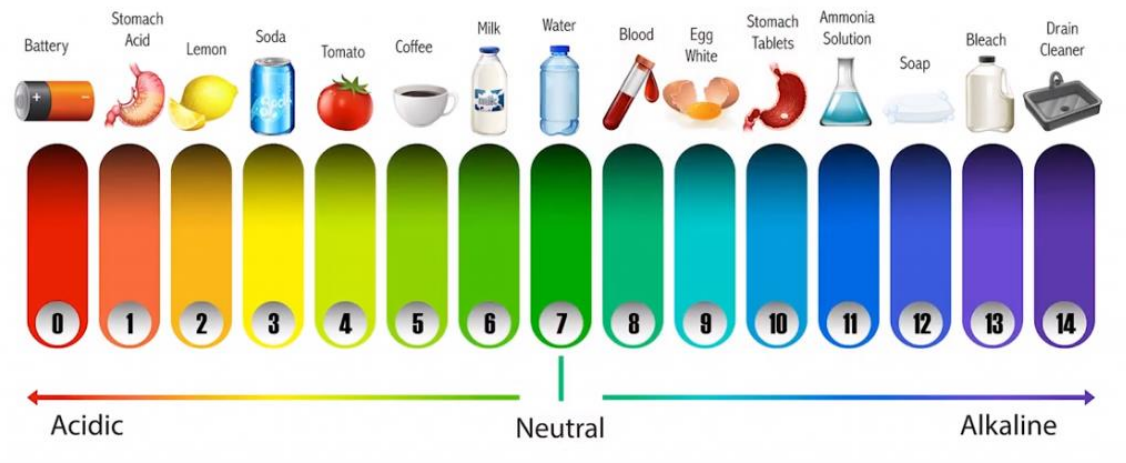 Battery
Stomach
Acid
Lemon
Soda
Tomato
Coffee
Milk
Water
Blood
Egg
White
Stomach
Tablets
Ammonia
Solution
Soap
Bleach
Drain
Cleaner
Soda
0 1 2 3 4 5 6 7 8 9 10 11 12 13 14
Acidic Neutral Alkaline